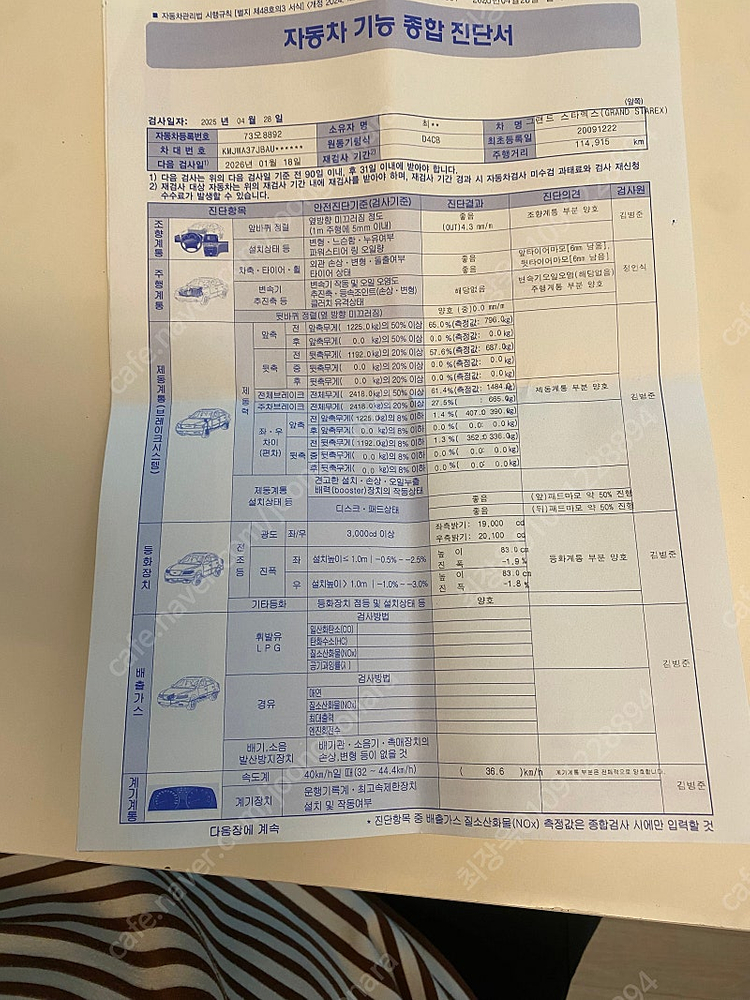 ■ 자동차관리법 시행규칙 [별지 제48호의3 서식] <개정 2024.
자동차 기능 종합 진단서
(앞쪽)
검사일자: 2025 년 04 월 28 일
자동차등록번호 73오8892 소유자 명 최** 차 명 그랜드 스타렉스(GRAND STAREX)
차 대 번 호 KMJWA37JBAU****** 원동기형식 D4CB 최초등록일 20091222
다음 검사일1) 2026년 01월 18일 재검사 기간2) 주행거리 114,915 km
1) 다음 검사는 위의 다음 검사일 기준 전 90일 이내, 후 31일 이내에 받아야 합니다.
2) 재검사 대상 자동차는 위의 재검사 기간 내에 재검사를 받아야 하며, 재검사 기간 경과 시 자동차검사 미수검 과태료와 검사 재신청
수수료가 발생할 수 있습니다.
진단항목 안전진단기준(검사기준) 진단결과 진단의견 검사원
조향계통 앞바퀴 정렬 옆방향 미끄러짐 정도 좋음 조향계통 부분 양호 김병준
(1m 주행에 5mm 이내) (OUT)4.3 mm/m
설치상태 등 변형·느슨함·누유여부 좋음
파워스티어링 오일량
주행계통 차축·타이어·휠 외관 손상·변형·돌출여부 좋음 앞타이어마모[6mm 남음],
타이어 상태 좋음 뒷타이어마모[6mm 남음] 정인식
변속기 변속기 작동 및 오일 오염도 해당없음 변속기오일오염(해당없음)
추진축 등 추진축·등속조인트(손상·변형) 주행계통 부분 양호
클러치 유격상태
뒷바퀴 정렬(옆 방향 미끄러짐) 양호 (중)0.0 mm/m
제동계통(브레이크시스템) 제동력
앞축 전 앞축무게( 1225.0 kg)의 50% 이상 65.0 %(측정값: 796.0 kg)
후 앞축무게( 0.0 kg)의 50% 이상 0.0 %(측정값: 0.0 kg)
뒷축 전 뒷축무게( 1192.0 kg)의 20% 이상 57.6 %(측정값: 687.0 kg)
중 뒷축무게( 0.0 kg)의 20% 이상 0.0 %(측정값: 0.0 kg)
후 뒷축무게( 0.0 kg)의 20% 이상 0.0 %(측정값: 0.0 kg)
전체브레이크 전체무게( 2418.0 kg)의 50% 이상 61.4 %(측정값: 1484.0 kg) 제동계통 부분 양호 김병준
주차브레이크 전체무게( 2418.0 kg)의 20% 이상 27.5%( 665.0 kg)
좌·우 차이 (편차) 앞축 전 앞축무게( 1225.0 kg)의 8% 이하 1.4 %( 407.0 390.0 kg)
후 앞축무게( 0.0 kg)의 8% 이하 0.0 %( 0.0 0.0 kg)
뒷축 전 뒷축무게( 1192.0 kg)의 8% 이하 1.3 %( 352.0 336.0 kg)
중 뒷축무게( 0.0 kg)의 8% 이하 0.0 %( 0.0 0.0 kg)
후 뒷축무게( 0.0 kg)의 8% 이하 0.0 %( 0.0 0.0 kg)
제동계통 견고한 설치·손상·오일누출
설치상태 등 배력(booster)장치의 작동상태 좋음 (앞)패드마모 약 50% 진행
디스크·패드상태 좋음 (뒤)패드마모 약 50% 진행
등화장치 전조등 광도 좌/우 3,000cd 이상 좌측밝기: 19,000 cd
우측밝기: 20,100 cd
진폭 좌 설치높이≤ 1.0m | -0.5% ~ -2.5% 높 이 83.0 cm 등화계통 부분 양호 김병준
진 폭 -1.9 %
우 설치높이> 1.0m | -1.0% ~ -3.0% 높 이 83.0 cm
진 폭 -1.8 %
기타등화 등화장치 점등 및 설치상태 등 양호
배출가스 휘발유 LPG 검사방법 김병준
일산화탄소(CO)
탄화수소(HC)
질소산화물(NOx)
공기과잉률(λ)
경유 검사방법
매연
질소산화물(NOx)
최대출력
엔진회전수
배기,소음 배기관·소음기·촉매장치의
발산방지장치 손상,변형 등이 없을 것
계기계통 속도계 40km/h일 때(32 ~ 44.4km/h) ( 36.6 )km/h 계기계통 부분은 전체적으로 양호합니다. 김병준
계기장치 운행기록계·최고속제한장치
설치 및 작동여부
다음장에 계속 * 진단항목 중 배출가스 질소산화물(NOx) 측정값은 종합검사 시에만 입력할 것